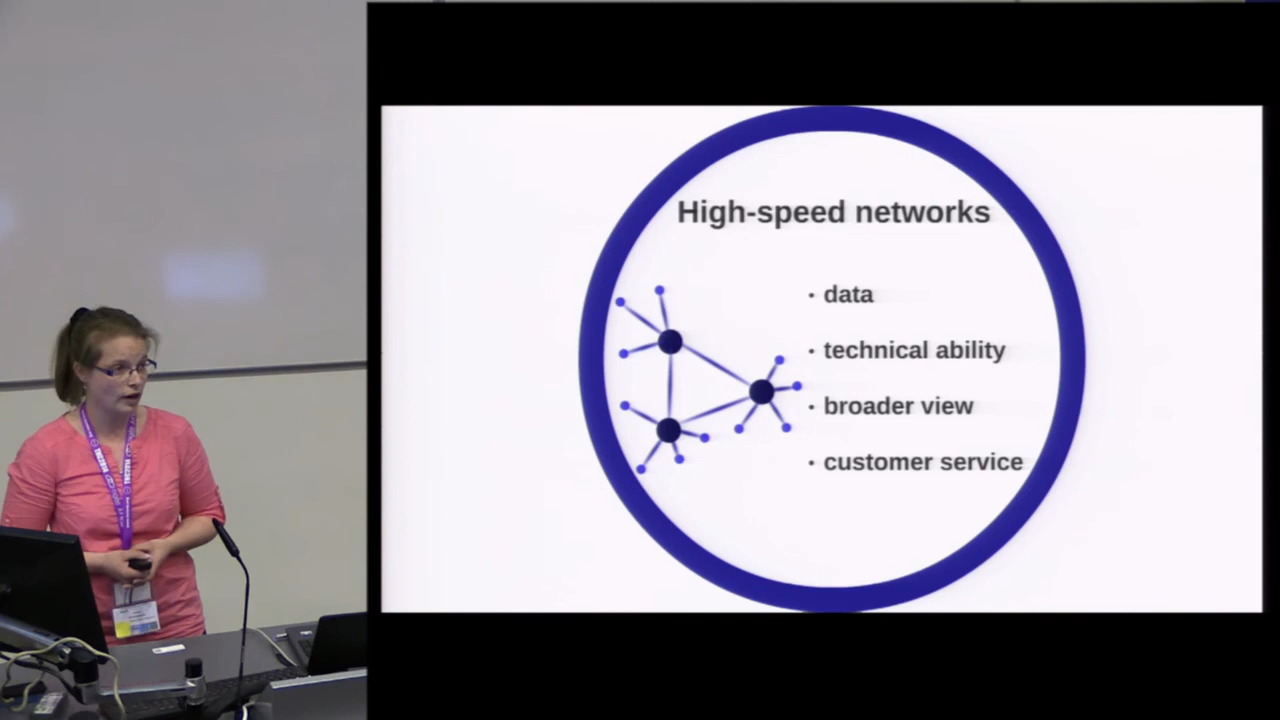 High-speed networks
· data
· technical ability
· broader view
· customer service